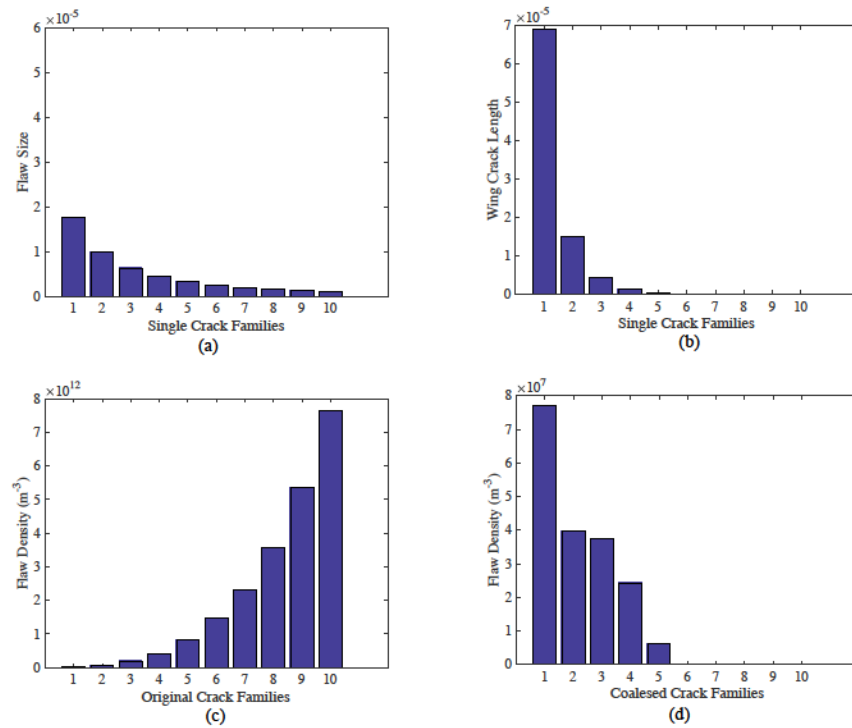 ×10⁻⁵
6
5
4
3
2
1
0
Flaw Size
1 2 3 4 5 6 7 8 9 10
Single Crack Families
(a)
×10⁻⁵
7
6
5
4
3
2
1
0
Wing Crack Length
1 2 3 4 5 6 7 8 9 10
Single Crack Families
(b)
×10¹²
8
7
6
5
4
3
2
1
0
Flaw Density (m⁻³)
1 2 3 4 5 6 7 8 9 10
Original Crack Families
(c)
×10⁷
8
7
6
5
4
3
2
1
0
Flaw Density (m⁻³)
1 2 3 4 5 6 7 8 9 10
Coalesed Crack Families
(d)